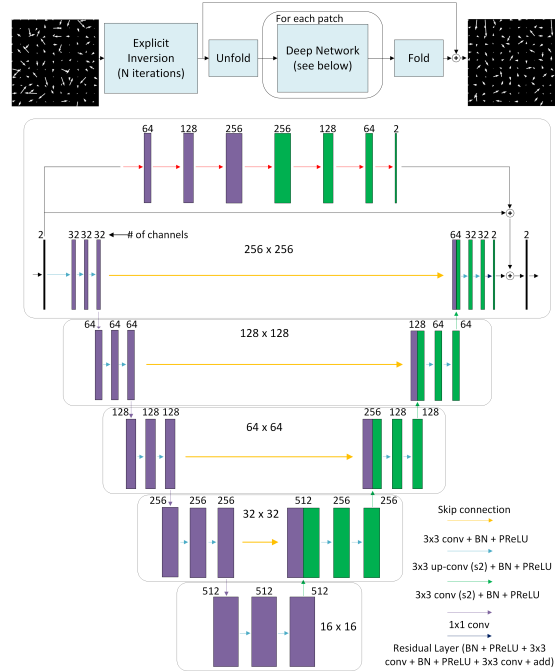 For each patch
Explicit
Inversion
(N iterations)
Unfold
Deep Network
(see below)
Fold
64 128 256 256 128 64 2
2 32 32 32 # of channels
256 x 256
64 32 32 2 2
64 64 64
128 x 128
128 64 64
128 128 128
64 x 64
256 128 128
256 256 256
32 x 32
512 256 256
512 512 512
16 x 16
Skip connection
3x3 conv + BN + PReLU
3x3 up-conv (s2) + BN + PReLU
3x3 conv (s2) + BN + PReLU
1x1 conv
Residual Layer (BN + PReLU + 3x3
conv + BN + PReLU + 3x3 conv + add)